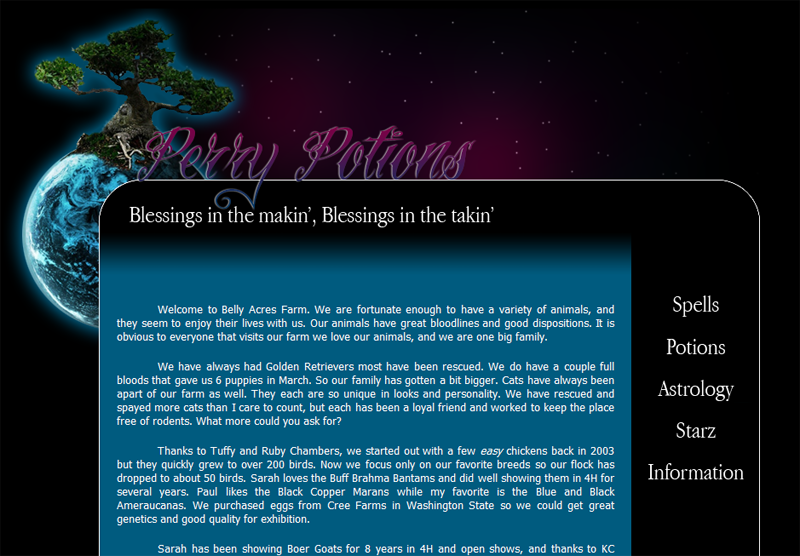 Perry Potions
Blessings in the makin', Blessings in the takin'
Welcome to Belly Acres Farm. We are fortunate enough to have a variety of animals, and
they seem to enjoy their lives with us. Our animals have great bloodlines and good dispositions. It is
obvious to everyone that visits our farm we love our animals, and we are one big family.
We have always had Golden Retrievers most have been rescued. We do have a couple full
bloods that gave us 6 puppies in March. So our family has gotten a bit bigger. Cats have always been
apart of our farm as well. They each are so unique in looks and personality. We have rescued and
spayed more cats than I care to count, but each has been a loyal friend and worked to keep the place
free of rodents. What more could you ask for?
Thanks to Tuffy and Ruby Chambers, we started out with a few easy chickens back in 2003
but they quickly grew to over 200 birds. Now we focus only on our favorite breeds so our flock has
dropped to about 50 birds. Sarah loves the Buff Brahma Bantams and did well showing them in 4H for
several years. Paul likes the Black Copper Marans while my favorite is the Blue and Black
Ameraucanas. We purchased eggs from Cree Farms in Washington State so we could get great
genetics and good quality for exhibition.
Sarah has been showing Boer Goats for 8 years in 4H and open shows, and thanks to KC
Spells
Potions
Astrology
Starz
Information